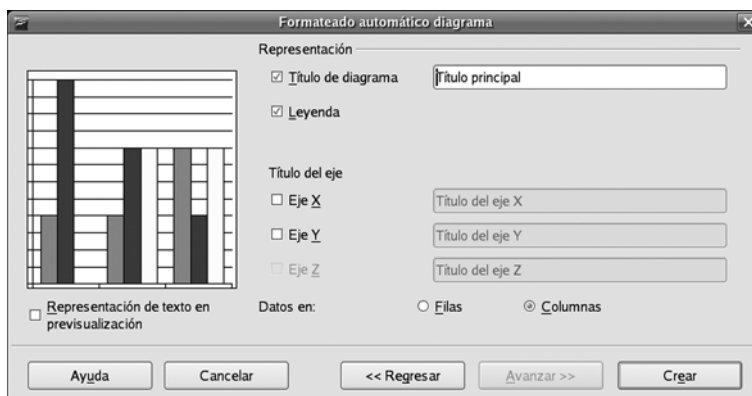 Formateado automático diagrama
Representación
Título de diagrama
Título principal
Leyenda
Título del eje
Eje X
Título del eje X
Eje Y
Título del eje Y
Eje Z
Título del eje Z
Representación de texto en
previsualización
Datos en:
Filas
Columnas
Ayuda
Cancelar
<< Regresar
Avanzar >>
Crear